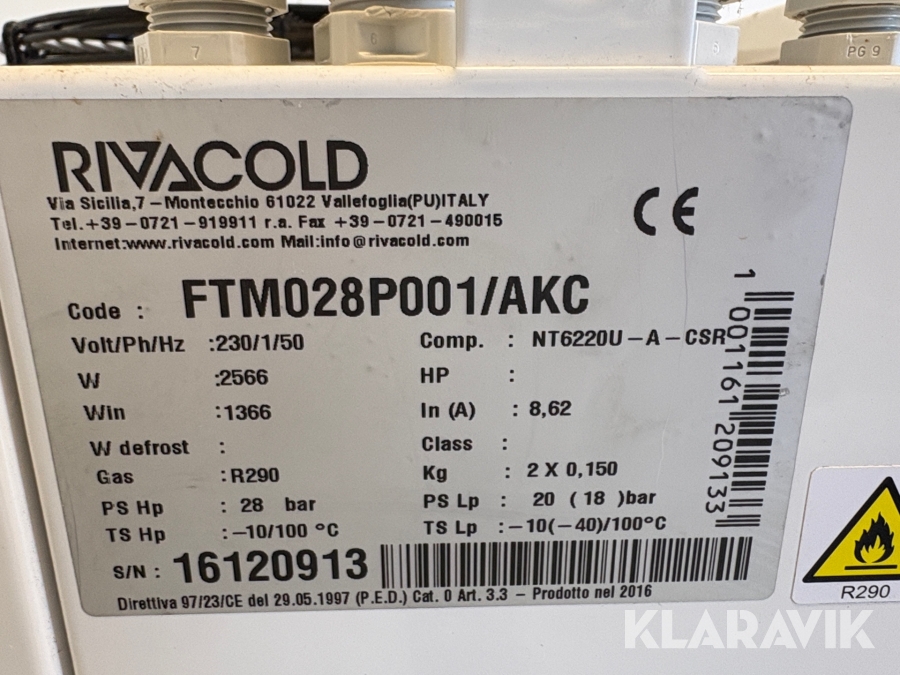 7
6
8
PG 9
RIVACOLD
Via Sicilia,7 – Montecchio 61022 Vallefoglia(PU)ITALY
Tel.+39-0721-919911 r.a. Fax +39-0721-490015
Internet:www.rivacold.com Mail:info@rivacold.com
CE
Code : FTM028P001/AKC
Volt/Ph/Hz :230/1/50 Comp. : NT6220U-A-CSR
W :2566 HP :
Win :1366 In (A) : 8,62
W defrost : Class :
Gas :R290 Kg : 2 X 0,150
PS Hp : 28 bar PS Lp : 20 ( 18 )bar
TS Hp :-10/100 °C TS Lp :-10(-40)/100°C
S/N : 16120913
Direttiva 97/23/CE del 29.05.1997 (P.E.D.) Cat. 0 Art. 3.3 – Prodotto nel 2016
1 001161 209133
R290
KLARAVIK